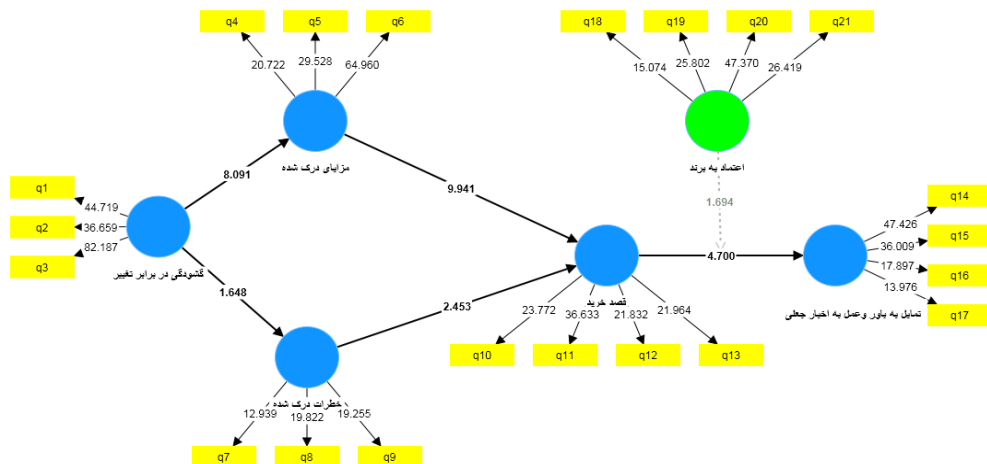 q4
q5
q6
q18
q19
q20
q21
20.722
29.528
64.960
15.074
25.802
47.370
26.419
مزایای درک شده
اعتماد به برند
8.091
9.941
1.694
q1
q2
q3
44.719
36.659
82.187
گشودگی در برابر تغییر
q14
q15
q16
q17
47.426
36.009
17.897
13.976
4.700
تمایل به باور وعمل به اخبار جعلی
1.648
2.453
قصد خرید
23.772
36.633
21.832
21.964
q10
q11
q12
q13
خطرات درک شده
12.939
19.822
19.255
q7
q8
q9